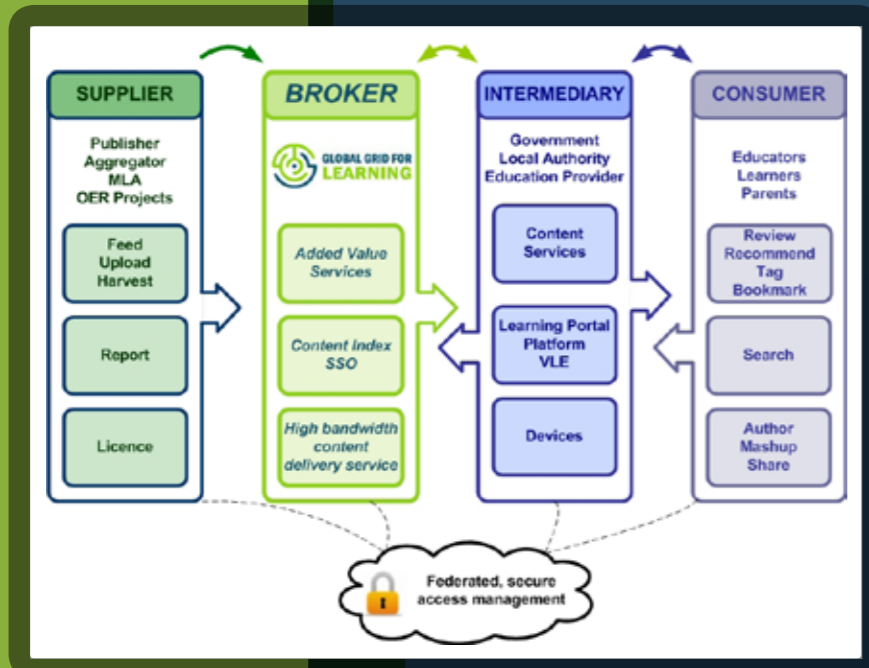 SUPPLIER
Publisher
Aggregator
MLA
OER Projects
Feed
Upload
Harvest
Report
Licence
BROKER
GLOBAL GRID FOR
LEARNING
Added Value
Services
Content Index
SSO
High bandwidth
content
delivery service
INTERMEDIARY
Government
Local Authority
Education Provider
Content
Services
Learning Portal
Platform
VLE
Devices
CONSUMER
Educators
Learners
Parents
Review
Recommend
Tag
Bookmark
Search
Author
Mashup
Share
Federated, secure
access management